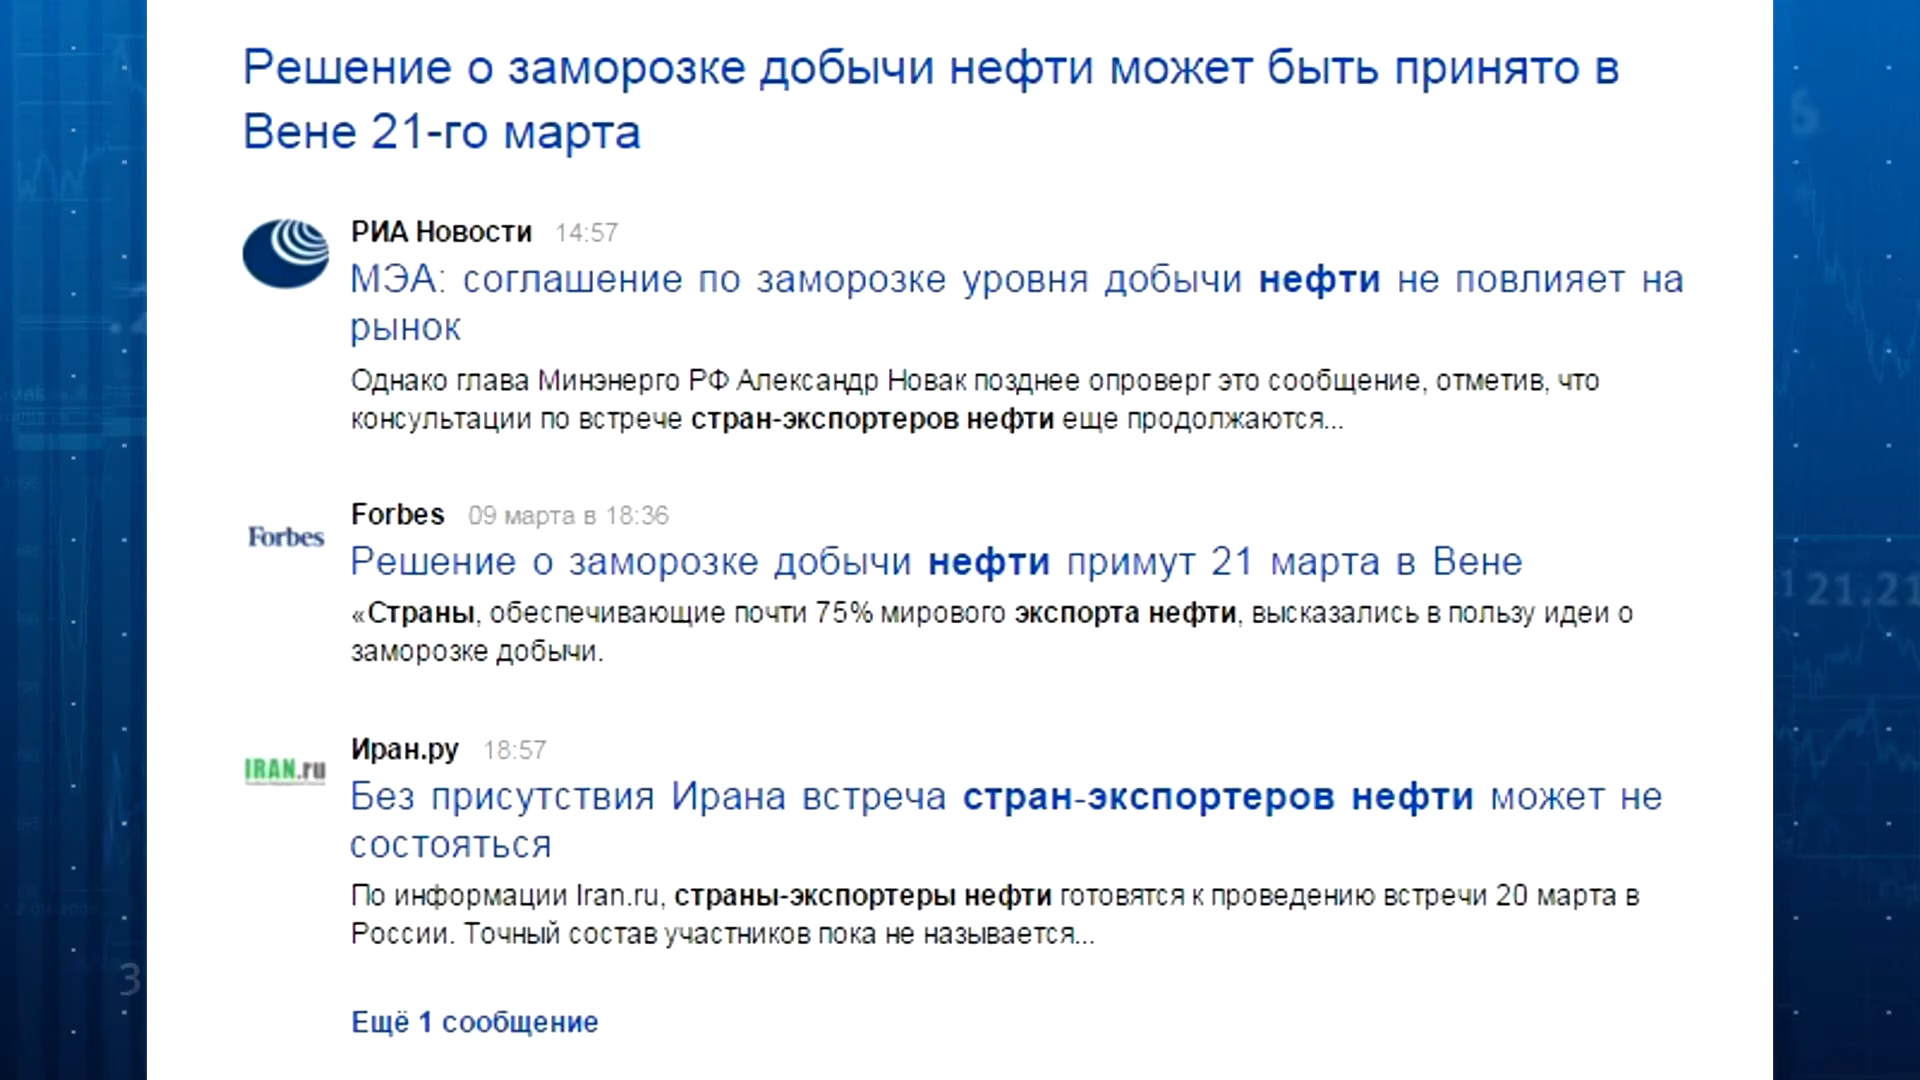 Решение о заморозке добычи нефти может быть принято в
Вене 21-го марта
РИА Новости 14:57
МЭА: соглашение по заморозке уровня добычи нефти не повлияет на
рынок
Однако глава Минэнерго РФ Александр Новак позднее опроверг это сообщение, отметив, что
консультации по встрече стран-экспортеров нефти еще продолжаются...
Forbes
Forbes 09 марта в 18:36
Решение о заморозке добычи нефти примут 21 марта в Вене
«Страны, обеспечивающие почти 75% мирового экспорта нефти, высказались в пользу идеи о
заморозке добычи.
IRAN.ru
Иран.ру 18:57
Без присутствия Ирана встреча стран-экспортеров нефти может не
состояться
По информации Iran.ru, страны-экспортеры нефти готовятся к проведению встречи 20 марта в
России. Точный состав участников пока не называется...
Ещё 1 сообщение
21.21
3